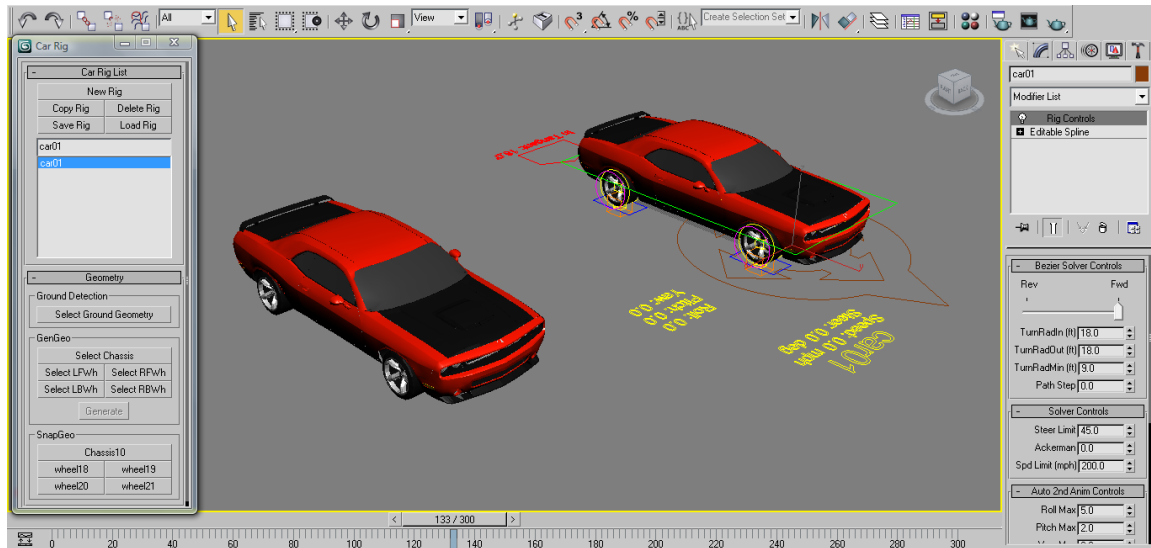 All
View
Create Selection Set
Car Rig
Car Rig List
New Rig
Copy Rig
Delete Rig
Save Rig
Load Rig
car01
car01
Geometry
Ground Detection
Select Ground Geometry
GenGeo
Select Chassis
Select LFWh
Select RFWh
Select LBWh
Select RBWh
Generate
SnapGeo
Chassis10
wheel18
wheel19
wheel20
wheel21
Roll: 0.0
Pitch: 0.0
Yaw: 0.0
car01
Speed: 0.0 mph
Steer: 0.0 deg
133 / 300
0 20 40 60 80 100 120 140 160 180 200 220 240 260 280 300
car01
Modifier List
Rig Controls
Editable Spline
Bezier Solver Controls
Rev
Fwd
TurnRadIn (ft) 18.0
TurnRadOut (ft) 18.0
TurnRadMin (ft) 9.0
Path Step 0.0
Solver Controls
Steer Limit 45.0
Ackerman 0.0
Spd Limit (mph) 200.0
Auto 2nd Anim Controls
Roll Max 5.0
Pitch Max 2.0